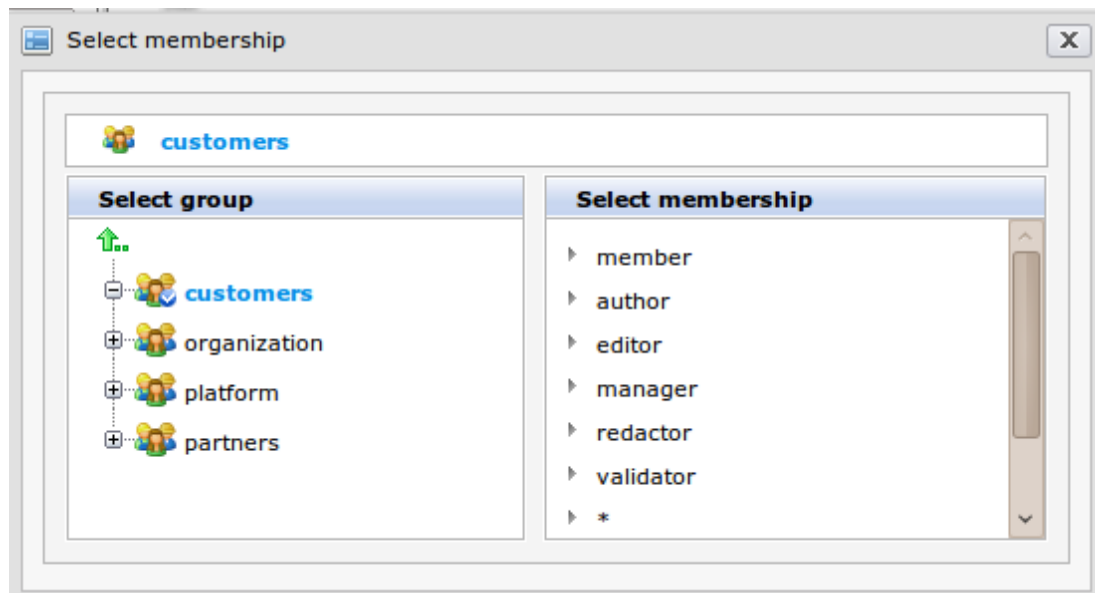 Select membership
X
customers
Select group
Select membership
customers
organization
platform
partners
member
author
editor
manager
redactor
validator
*